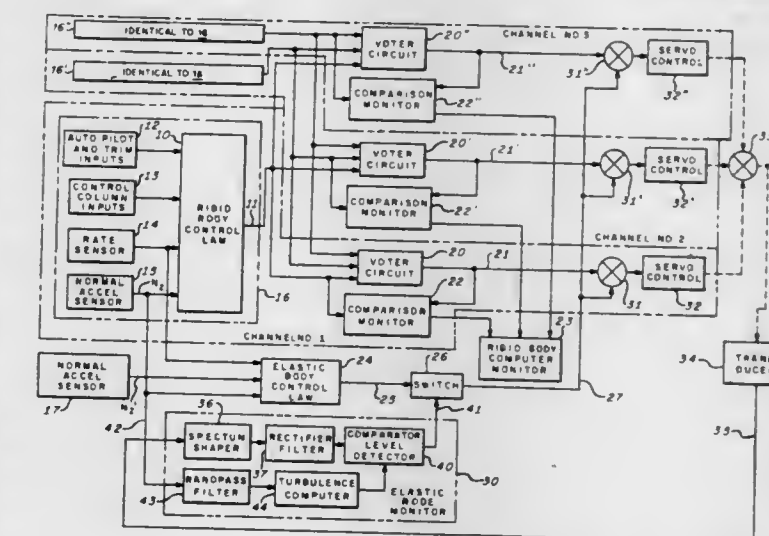 16"
IDENTICAL TO 16
16'
IDENTICAL TO 16
VOTER
CIRCUIT
20"
CHANNEL NO 3
21"
COMPARISON
MONITOR
22"
31"
SERVO
CONTROL
32"
12
AUTO PILOT
AND TRIM
INPUTS
13
CONTROL
COLUMN
INPUTS
14
RATE
SENSOR
15
NORMAL
ACCEL
SENSOR
10
RIGID
BODY
CONTROL
LAW
11
16
VOTER
CIRCUIT
20'
21'
COMPARISON
MONITOR
22'
31'
SERVO
CONTROL
32'
CHANNEL NO 2
VOTER
CIRCUIT
20
21
COMPARISON
MONITOR
22
31
SERVO
CONTROL
32
CHANNEL NO 1
RIGID BODY
COMPUTER
MONITOR
23
NORMAL
ACCEL
SENSOR
17
42
ELASTIC
BODY
CONTROL
LAW
24
25
26
SWITCH
41
27
34
TRAN
DUCE
35
36
SPECTUM
SHAPER
RECTIFIER
FILTER
37
COMPARATOR
LEVEL
DETECTOR
40
30
BANDPASS
FILTER
43
TURBULENCE
COMPUTER
44
ELASTIC
MODE
MONITOR